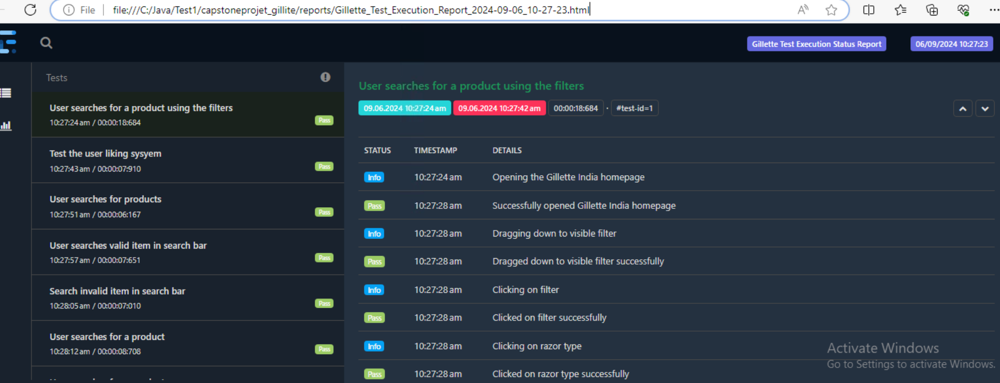 File file:///C:/Java/Test1/capstoneprojet_gillite/reports/Gillette_Test_Execution_Report_2024-09-06_10-27-23.html
Gillette Test Execution Status Report 06/09/2024 10:27:23
Tests
User searches for a product using the filters
10:27:24 am / 00:00:18:684 Pass
Test the user liking sysyem
10:27:43 am / 00:00:07:910 Pass
User searches for products
10:27:51 am / 00:00:06:167 Pass
User searches valid item in search bar
10:27:57 am / 00:00:07:651 Pass
Search invalid item in search bar
10:28:05 am / 00:00:07:010 Pass
User searches for a product
10:28:12 am / 00:00:08:708 Pass
User searches for a product using the filters
09.06.2024 10:27:24 am 09.06.2024 10:27:42 am 00:00:18:684 · #test-id=1
STATUS TIMESTAMP DETAILS
Info 10:27:24 am Opening the Gillette India homepage
Pass 10:27:28 am Successfully opened Gillette India homepage
Info 10:27:28 am Dragging down to visible filter
Pass 10:27:28 am Dragged down to visible filter successfully
Info 10:27:28 am Clicking on filter
Pass 10:27:28 am Clicked on filter successfully
Info 10:27:28 am Clicking on razor type
Pass 10:27:28 am Clicked on razor type successfully
Activate Windows
Go to Settings to activate Windows.